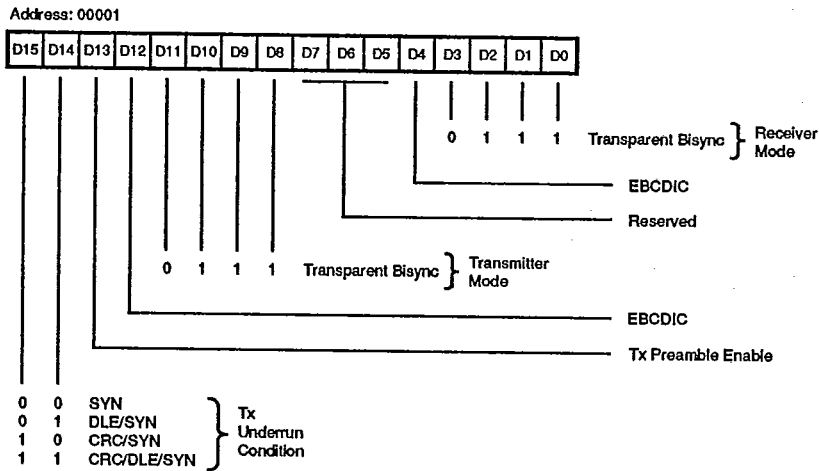 Address: 00001
D15 D14 D13 D12 D11 D10 D9 D8 D7 D6 D5 D4 D3 D2 D1 D0
0 1 1 1 Transparent Bisync } Receiver
Mode
EBCDIC
Reserved
0 1 1 1 Transparent Bisync } Transmitter
Mode
EBCDIC
Tx Preamble Enable
0 0 SYN
0 1 DLE/SYN
1 0 CRC/SYN
1 1 CRC/DLE/SYN
} Tx
Underrun
Condition